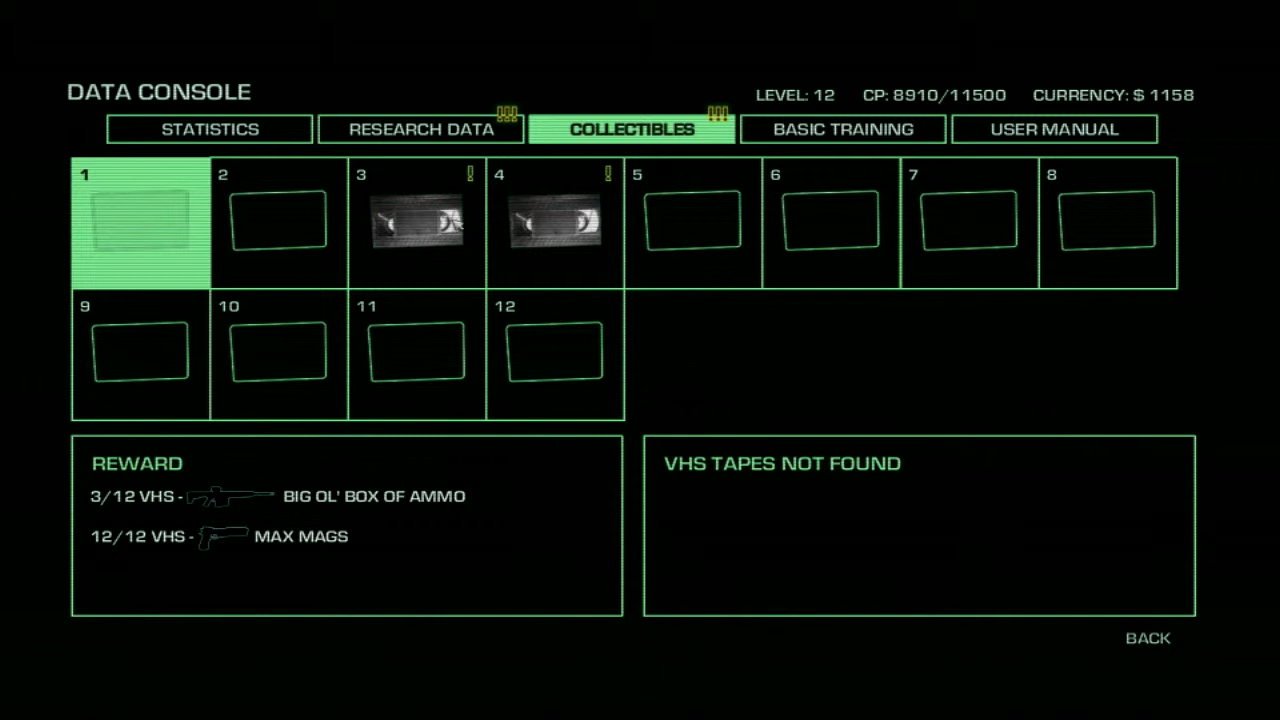 DATA CONSOLE
LEVEL: 12 CP: 8910/11500 CURRENCY: $ 1158
STATISTICS RESEARCH DATA !!! COLLECTIBLES !!! BASIC TRAINING USER MANUAL
1 2 3 ! 4 ! 5 6 7 8
9 10 11 12
REWARD
3/12 VHS - BIG OL' BOX OF AMMO
12/12 VHS - MAX MAGS
VHS TAPES NOT FOUND
BACK